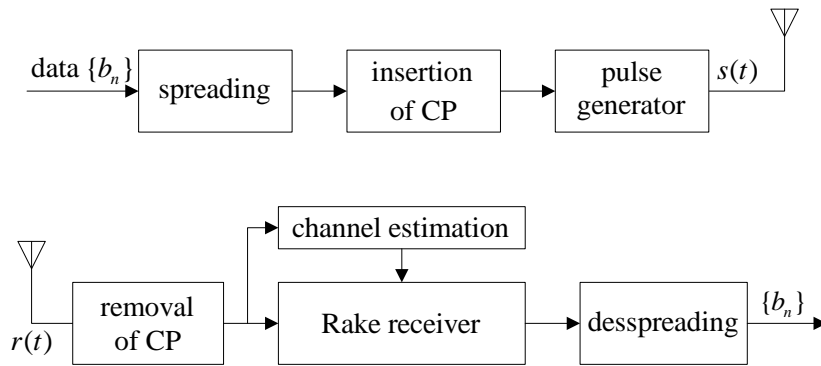 data {b_n}
spreading
insertion
of CP
pulse
generator
s(t)
channel estimation
r(t)
removal
of CP
Rake receiver
desspreading
{b_n}